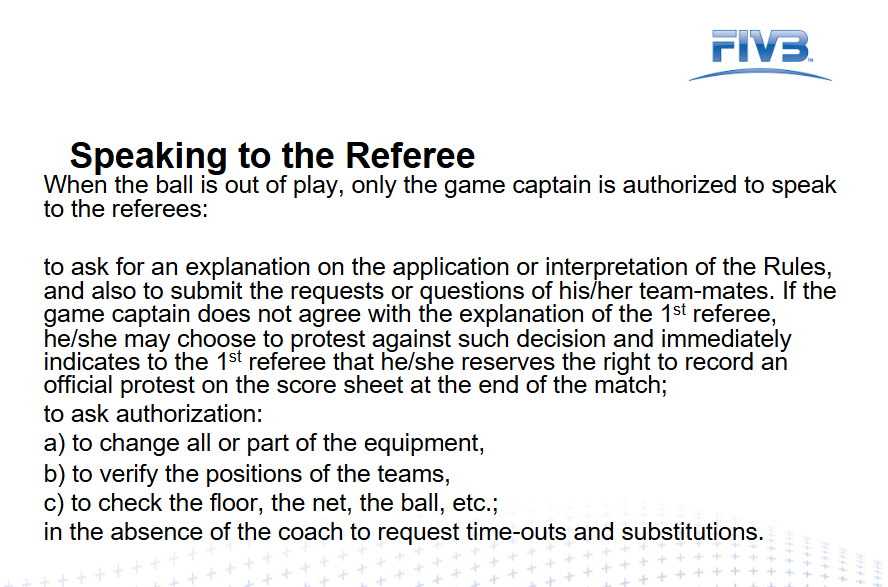 FIVB™
Speaking to the Referee
When the ball is out of play, only the game captain is authorized to speak
to the referees:
to ask for an explanation on the application or interpretation of the Rules,
and also to submit the requests or questions of his/her team-mates. If the
game captain does not agree with the explanation of the 1st referee,
he/she may choose to protest against such decision and immediately
indicates to the 1st referee that he/she reserves the right to record an
official protest on the score sheet at the end of the match;
to ask authorization:
a) to change all or part of the equipment,
b) to verify the positions of the teams,
c) to check the floor, the net, the ball, etc.;
in the absence of the coach to request time-outs and substitutions.